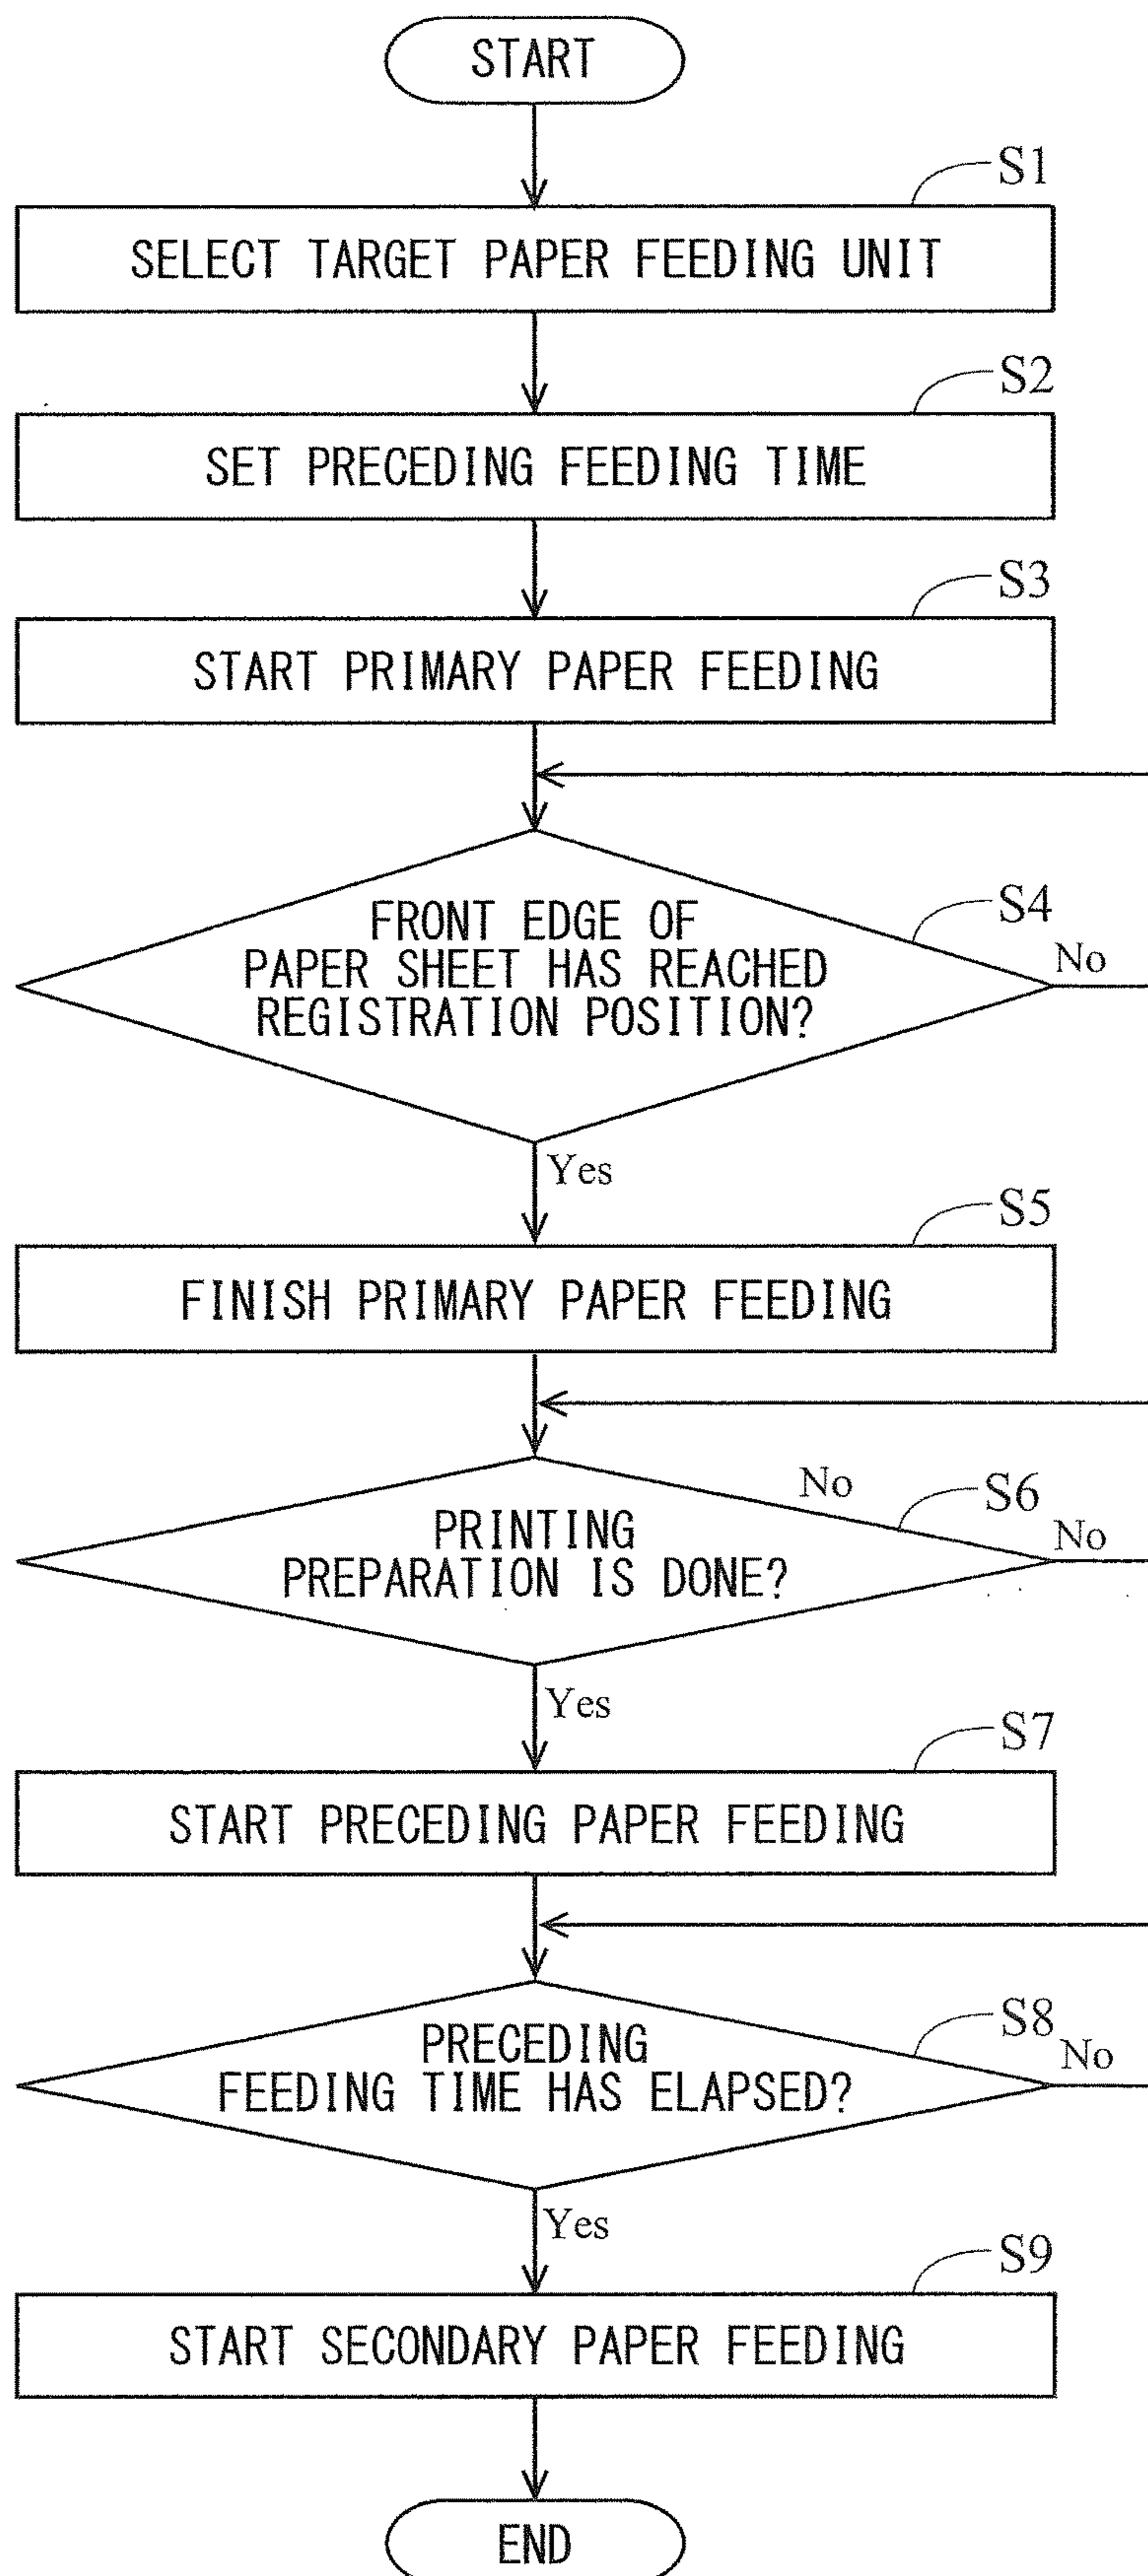 START
S1
SELECT TARGET PAPER FEEDING UNIT
S2
SET PRECEDING FEEDING TIME
S3
START PRIMARY PAPER FEEDING
S4
FRONT EDGE OF
PAPER SHEET HAS REACHED
REGISTRATION POSITION?
No
Yes
S5
FINISH PRIMARY PAPER FEEDING
No
S6
PRINTING
PREPARATION IS DONE?
No
Yes
S7
START PRECEDING PAPER FEEDING
S8
PRECEDING
FEEDING TIME HAS ELAPSED?
No
Yes
S9
START SECONDARY PAPER FEEDING
END